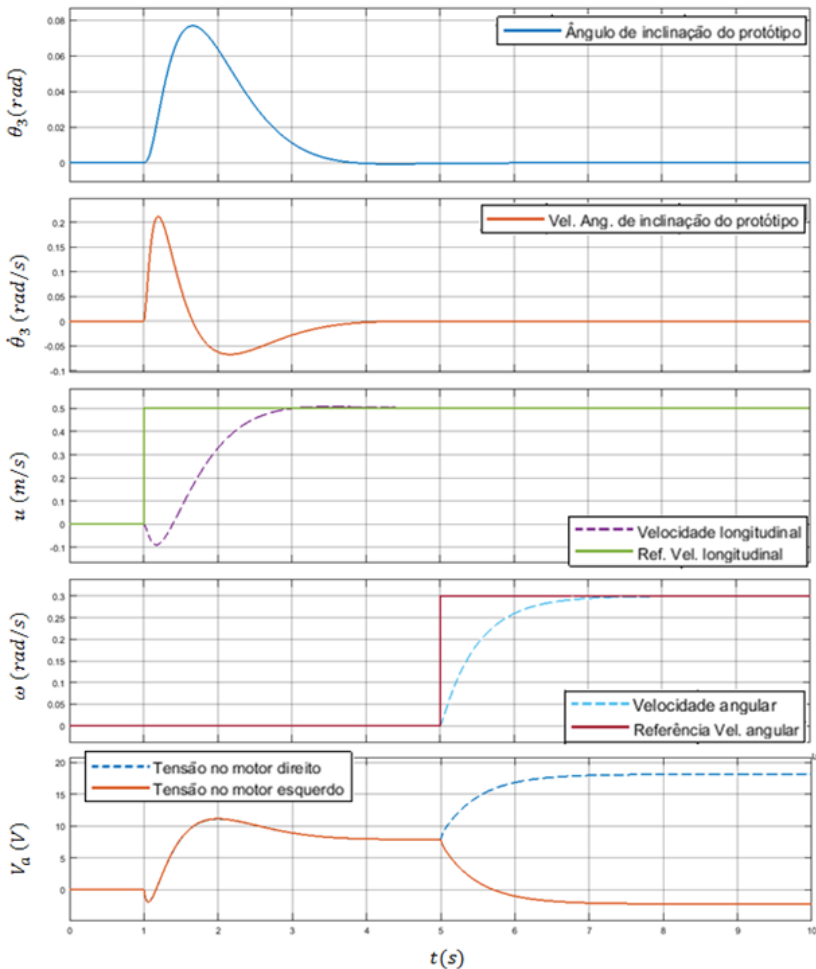 0.08
0.06
0.04
0.02
0
θ₃(rad)
Ângulo de inclinação do protótipo
0.2
0.15
0.1
0.05
0
-0.05
-0.1
θ̇₃(rad/s)
Vel. Ang. de inclinação do protótipo
0.5
0.4
0.3
0.2
0.1
0
-0.1
u (m/s)
Velocidade longitudinal
Ref. Vel. longitudinal
0.3
0.25
0.2
0.15
0.1
0.05
0
ω (rad/s)
Velocidade angular
Referência Vel. angular
20
15
10
5
0
Vₐ(V)
Tensão no motor direito
Tensão no motor esquerdo
0 1 2 3 4 5 6 7 8 9 10
t(s)